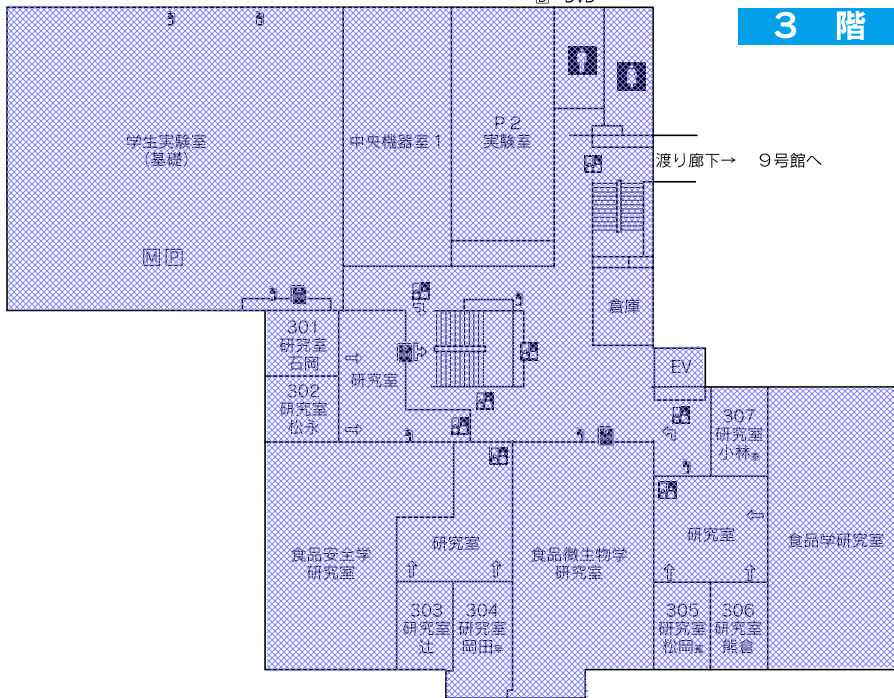 3 階
学生実験室
(基礎)
中央機器室1
P2
実験室
渡り廊下→ 9号館へ
M P
倉庫
EV
301
研究室
石岡
302
研究室
松永
研究室
307
研究室
小林
食品安全学
研究室
研究室
食品微生物学
研究室
研究室
食品学研究室
303
研究室
辻
304
研究室
岡田
305
研究室
松岡
306
研究室
熊倉